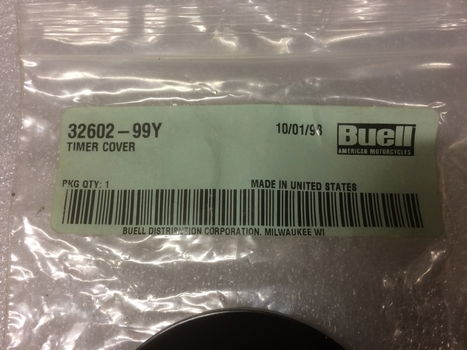 32602-99Y 10/01/98 Buell
TIMER COVER AMERICAN MOTORCYCLES
PKG QTY: 1 MADE IN UNITED STATES
BUELL DISTRIBUTION CORPORATION. MILWAUKEE WI